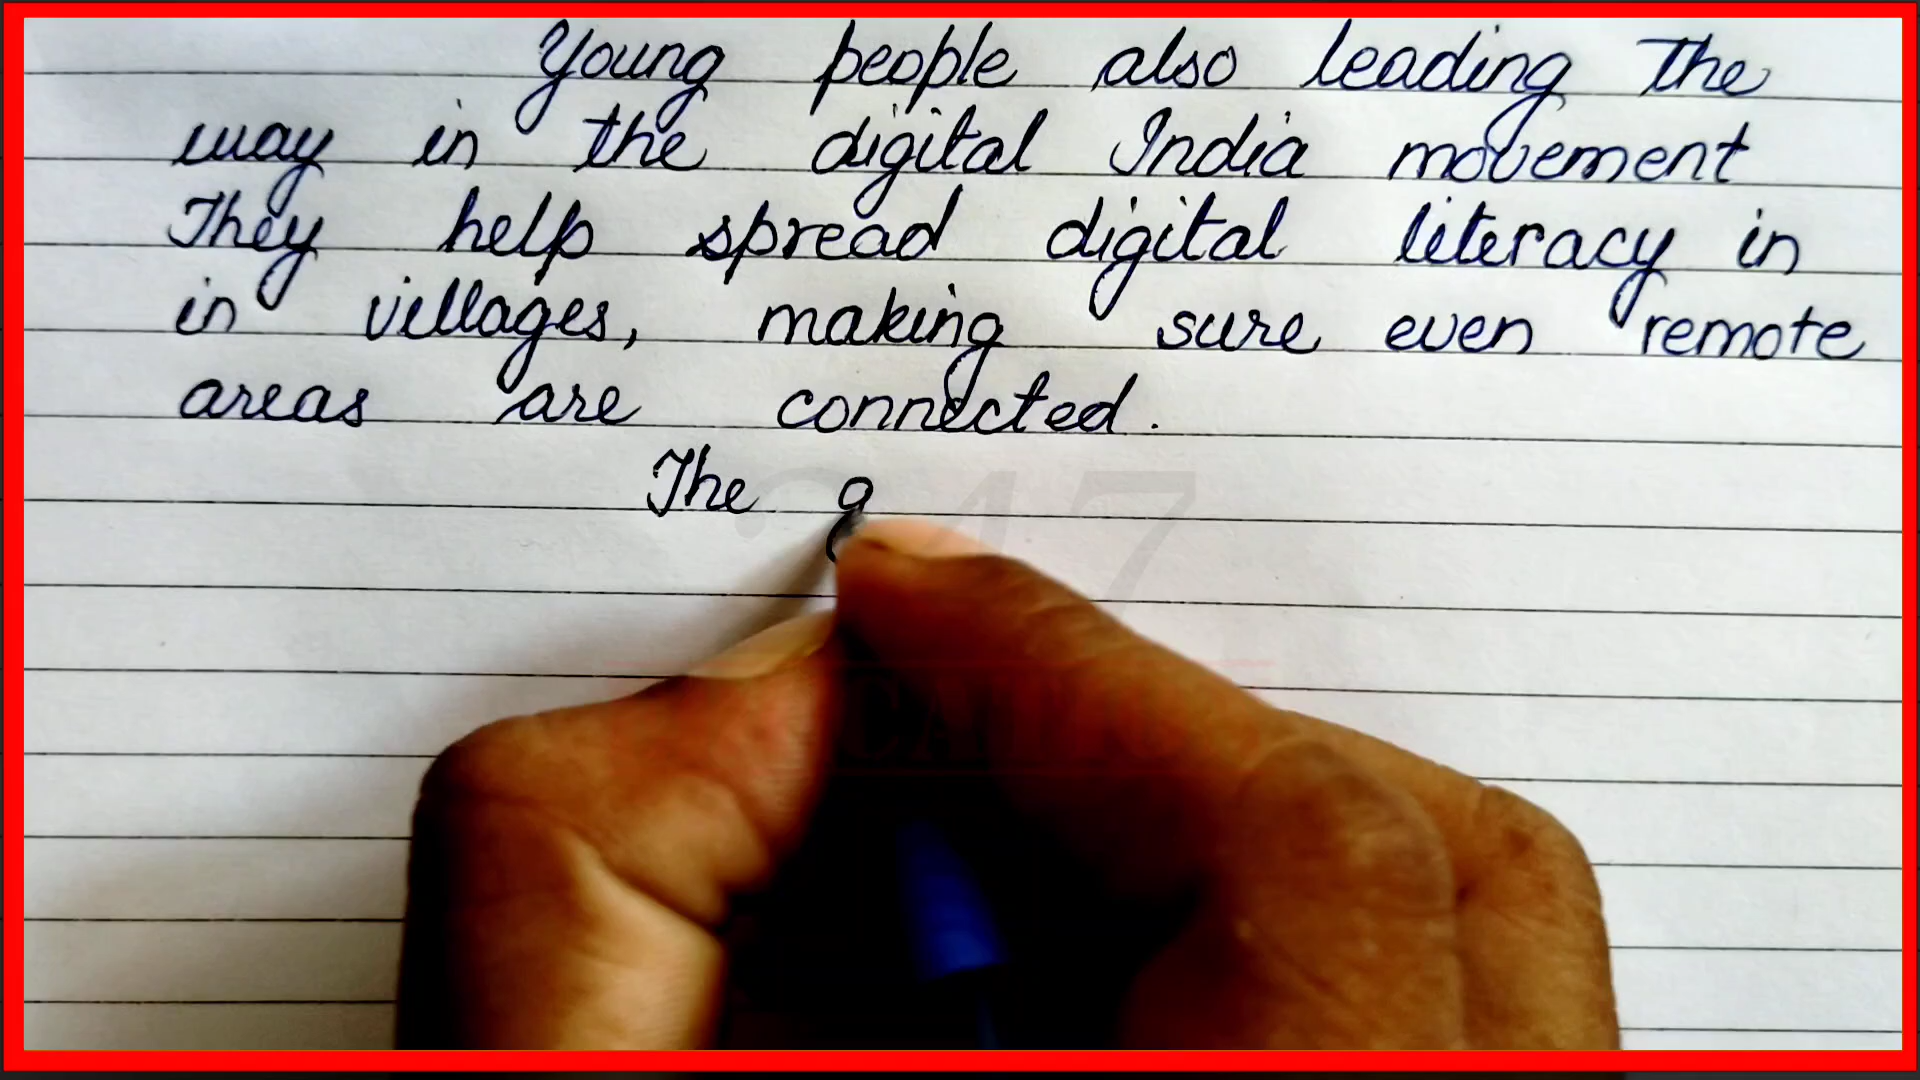 Young people also leading the
way in the digital India movement
They help spread digital literacy in
in villages, making sure even remote
areas are connected.
The g
247